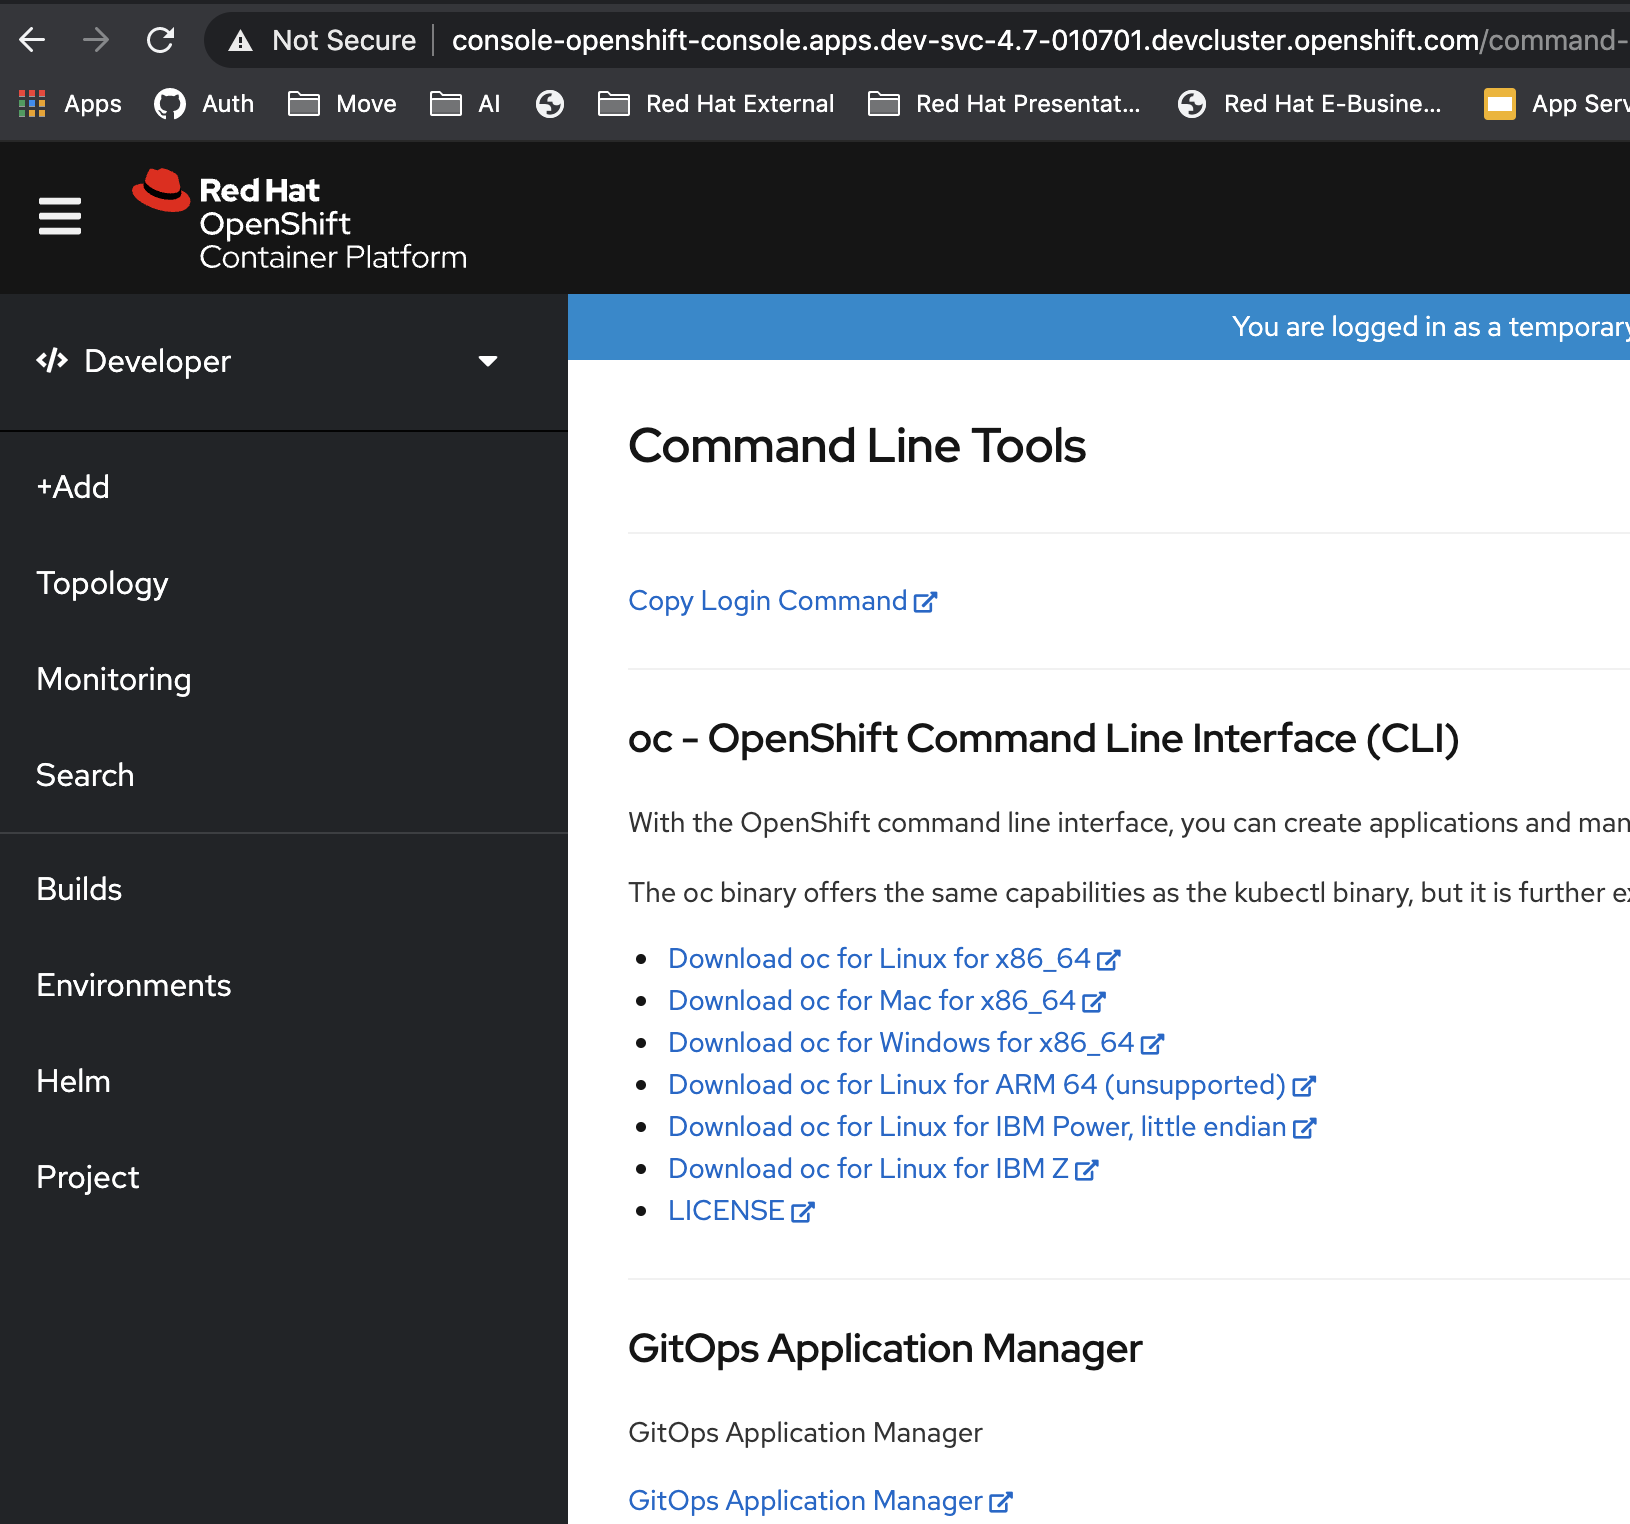 Not Secure console-openshift-console.apps.dev-svc-4.7-010701.devcluster.openshift.com/command-
Apps Auth Move AI Red Hat External Red Hat Presentat... Red Hat E-Busine... App Serv
Red Hat
OpenShift
Container Platform
You are logged in as a temporary
Developer
+Add
Topology
Monitoring
Search
Builds
Environments
Helm
Project
Command Line Tools
Copy Login Command
oc - OpenShift Command Line Interface (CLI)
With the OpenShift command line interface, you can create applications and man
The oc binary offers the same capabilities as the kubectl binary, but it is further ex
Download oc for Linux for x86_64
Download oc for Mac for x86_64
Download oc for Windows for x86_64
Download oc for Linux for ARM 64 (unsupported)
Download oc for Linux for IBM Power, little endian
Download oc for Linux for IBM Z
LICENSE
GitOps Application Manager
GitOps Application Manager
GitOps Application Manager